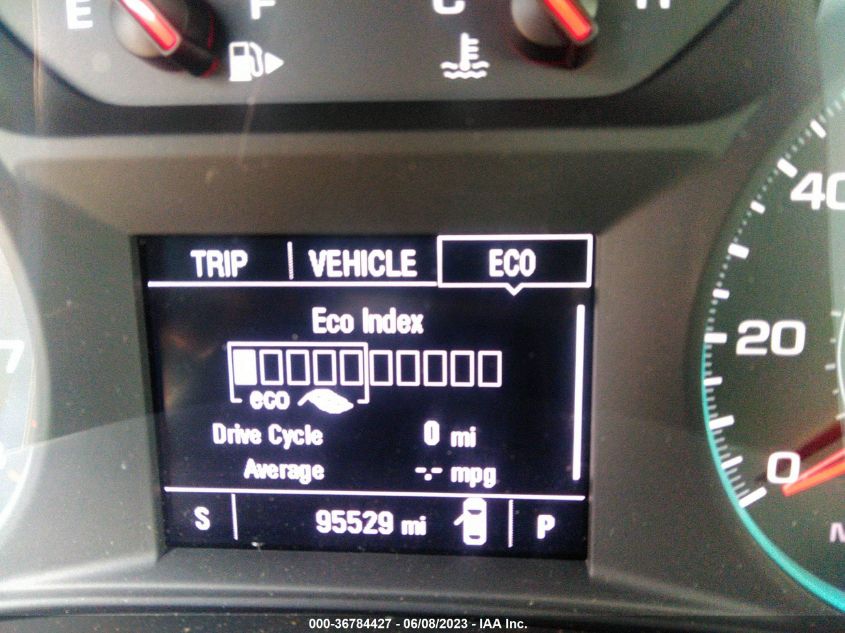 E F C H
TRIP VEHICLE ECO
Eco Index
eco
Drive Cycle 0 mi
Average -.- mpg
S 95529 mi P
40
20
0
7
M
000-36784427 - 06/08/2023 - IAA Inc.